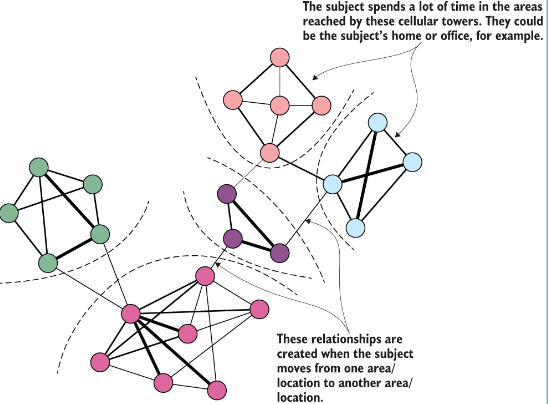 The subject spends a lot of time in the areas
reached by these cellular towers. They could
be the subject's home or office, for example.
These relationships are
created when the subject
moves from one area/
location to another area/
location.